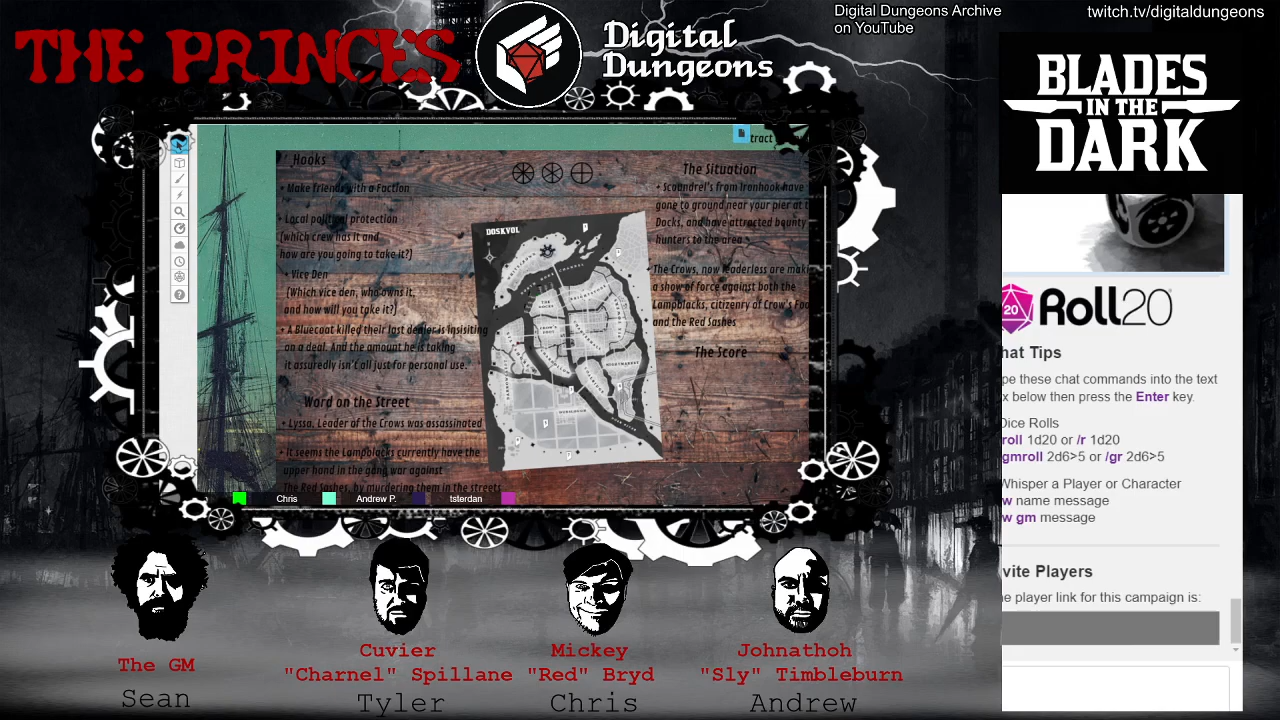 THE PRINCES
Digital
Dungeons
Digital Dungeons Archive
on YouTube
twitch.tv/digitaldungeons
BLADES
IN THE
DARK
tract
Hooks
• Make friends with a Faction
• Local political protection
[which crew has it and
how are you going to take it?]
• Vice Den
[Which vice den, who owns it,
and how will you take it?]
• A Bluecoat killed their last dealer is insisiting
on a deal. And the amount he is taking
it assuredly isn't all just for personal use.
Word on the Street
• Lyssa, Leader of the Crows was assassinated
• It seems the Lampblacks currently have the
upper hand in the gang war against
The Red Sashes, by murdering them in the streets
DOSKVOL
The Situation
• Scoundrel's from Ironhook have
gone to ground near your pier at
Docks, and have attracted bounty
hunters to the area
The Crows, now leaderless are
a show of force against both the
Lampblacks, citizenry of Crow's
and the Red Sashes
The Score
Chris
Andrew P.
tsterdan
20
Roll20
hat Tips
pe these chat commands into the text
x below then press the Enter key.
Dice Rolls
roll 1d20 or /r 1d20
gmroll 2d6>5 or /gr 2d6>5
Whisper a Player or Character
w name message
w gm message
vite Players
e player link for this campaign is:
The GM
Sean
Cuvier
"Charnel" Spillane
Tyler
Mickey
"Red" Bryd
Chris
Johnathoh
"Sly" Timbleburn
Andrew